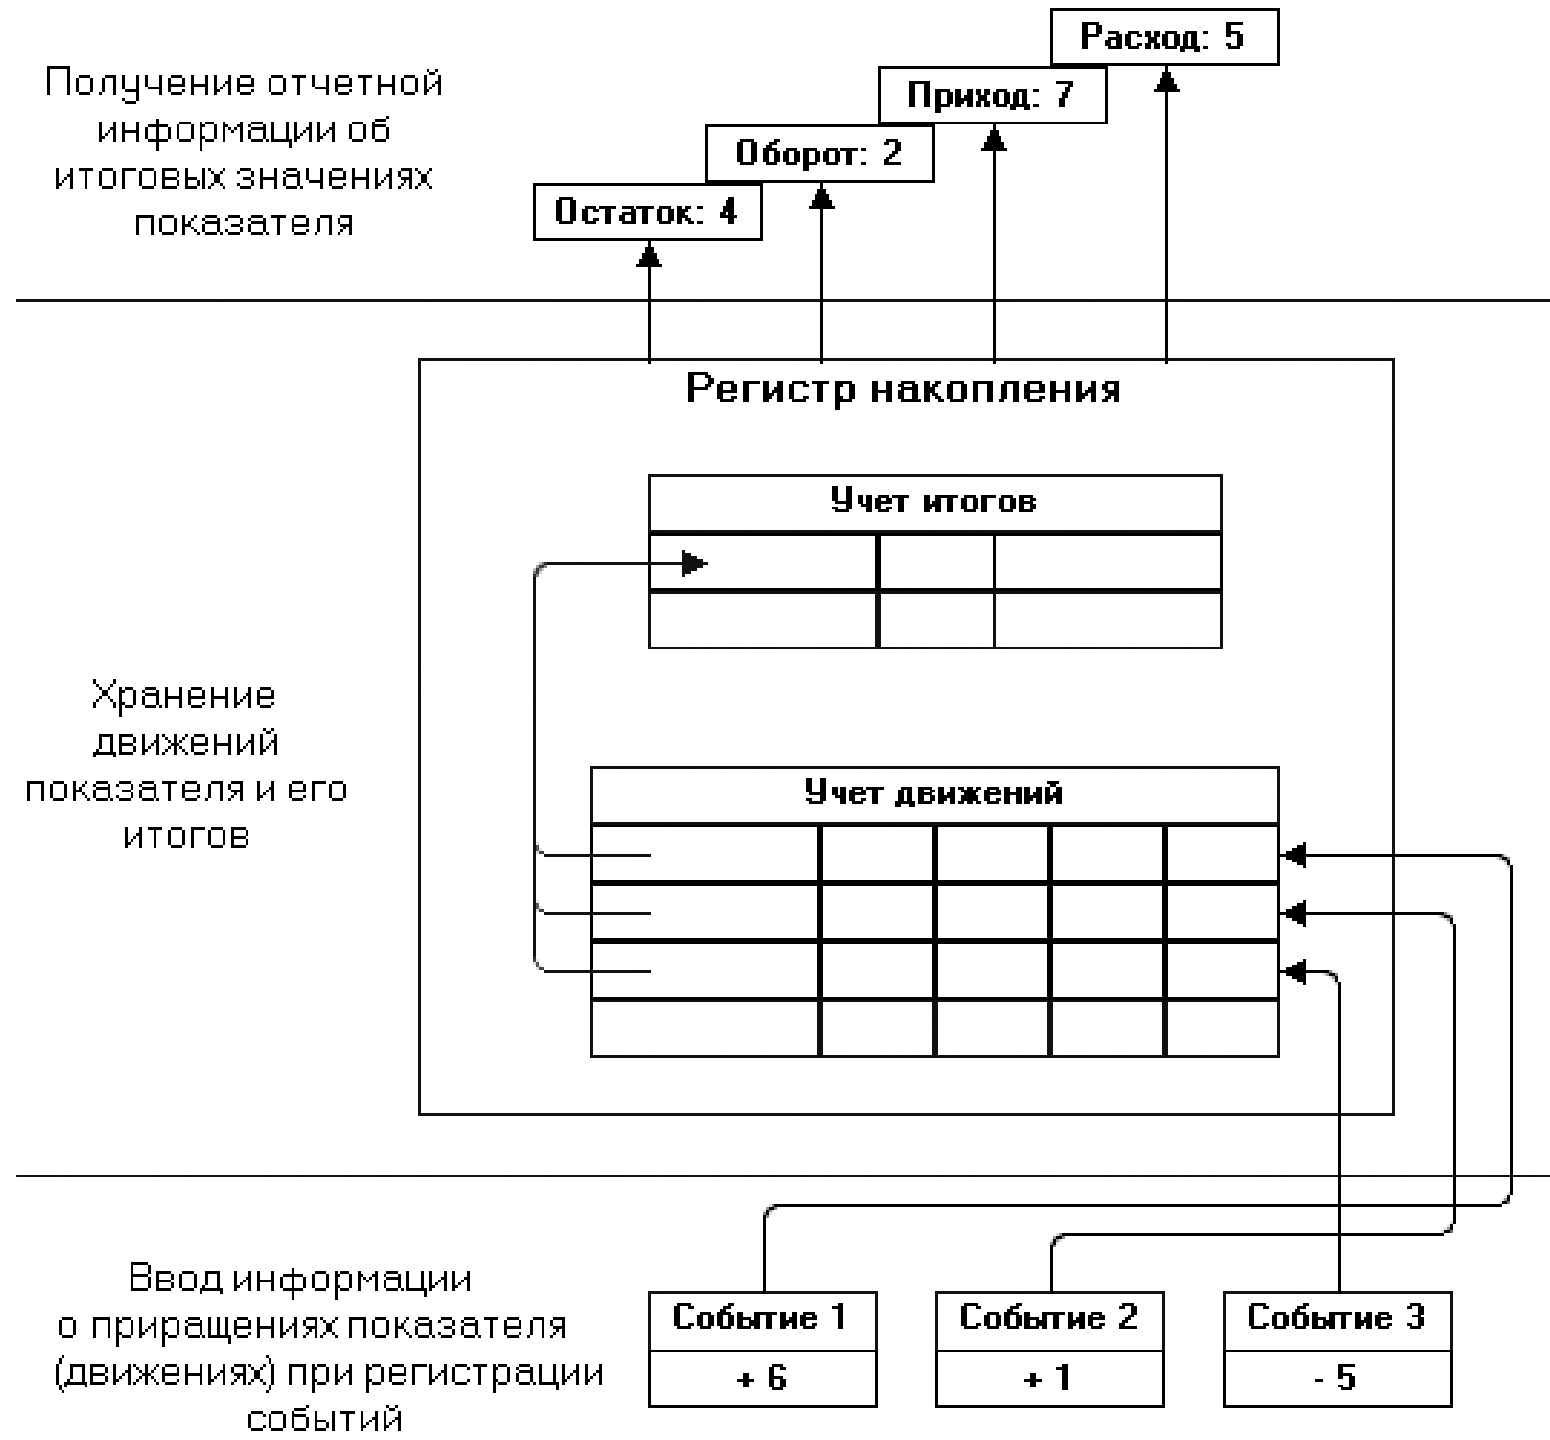 Расход: 5
Приход: 7
Оборот: 2
Остаток: 4
Получение отчетной
информации об
итоговых значениях
показателя
Регистр накопления
Учет итогов
Хранение
движений
показателя и его
итогов
Учет движений
Ввод информации
о приращениях показателя
(движениях) при регистрации
событий
Событие 1
+ 6
Событие 2
+ 1
Событие 3
- 5